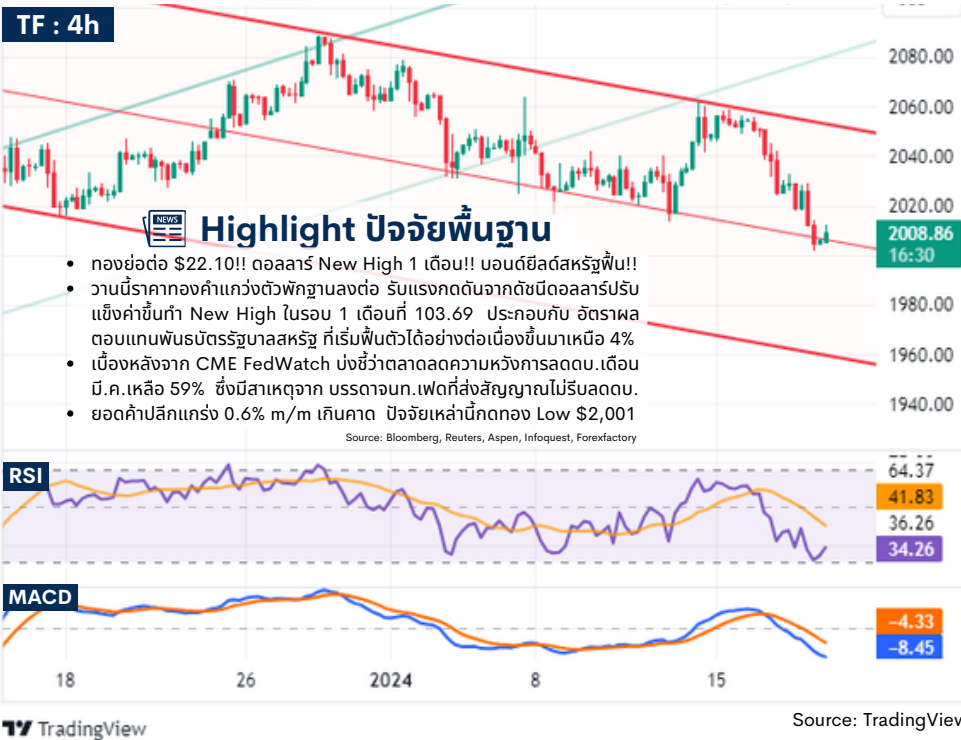 TF : 4h
2080.00
2060.00
2040.00
2020.00
2008.86
16:30
1980.00
1960.00
1940.00
NEWS
Highlight ปัจจัยพื้นฐาน
• ทองย่อต่อ $22.10!! ดอลลาร์ New High 1 เดือน!! บอนด์ยีลด์สหรัฐฟื้น!!
• วานนี้ราคาทองคำแกว่งตัวพักฐานลงต่อ รับแรงกดดันจากดัชนีดอลลาร์ปรับ
แข็งค่าขึ้นทำ New High ในรอบ 1 เดือนที่ 103.69 ประกอบกับ อัตราผล
ตอบแทนพันธบัตรรัฐบาลสหรัฐ ที่เริ่มฟื้นตัวได้อย่างต่อเนื่องขึ้นมาเหนือ 4%
• เบื้องหลังจาก CME FedWatch บ่งชี้ว่าตลาดลดความหวังการลดดบ.เดือน
มี.ค.เหลือ 59% ซึ่งมีสาเหตุจาก บรรดาจนท.เฟดที่ส่งสัญญาณไม่รีบลดดบ.
• ยอดค้าปลีกแกร่ง 0.6% m/m เกินคาด ปัจจัยเหล่านี้กดทอง Low $2,001
Source: Bloomberg, Reuters, Aspen, Infoquest, Forexfactory
RSI
64.37
41.83
36.26
34.26
MACD
−4.33
−8.45
18
26
2024
8
15
TradingView
Source: TradingView